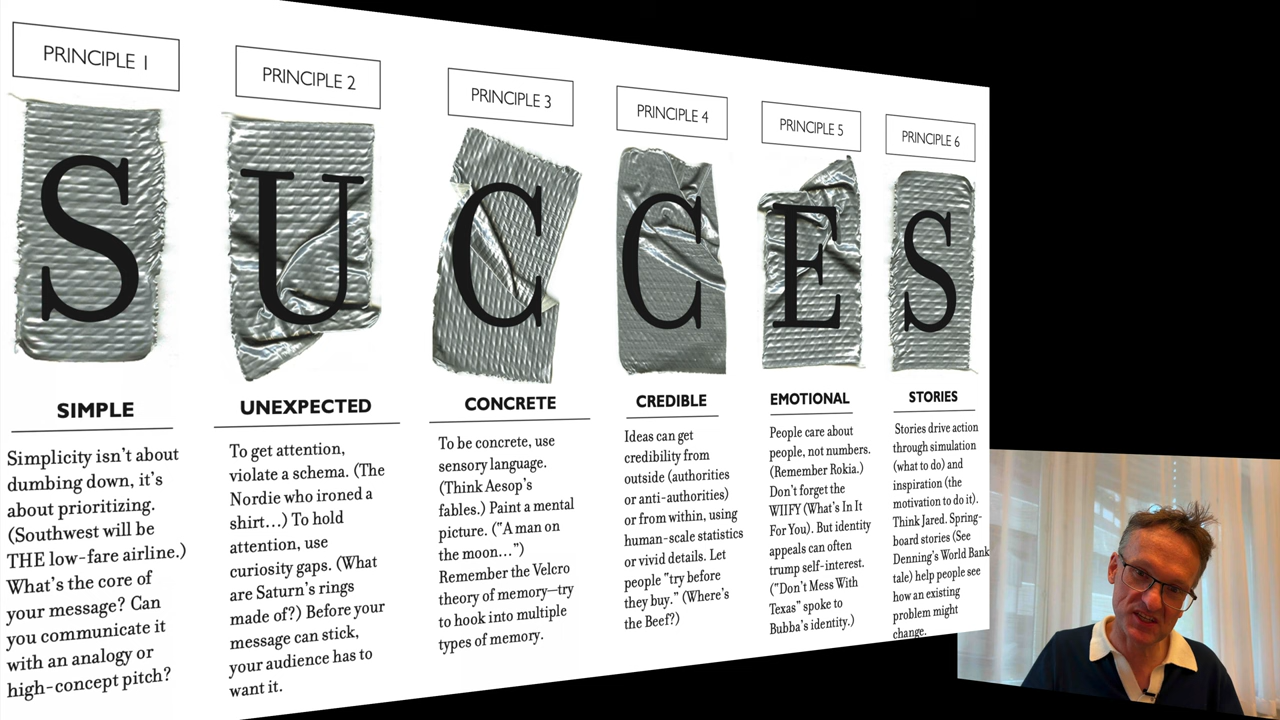 PRINCIPLE 1
S
SIMPLE
Simplicity isn't about
dumbing down, it's
about prioritizing.
(Southwest will be
THE low-fare airline.)
What's the core of
your message? Can
you communicate it
with an analogy or
high-concept pitch?
PRINCIPLE 2
U
UNEXPECTED
To get attention,
violate a schema. (The
Nordie who ironed a
shirt...) To hold
attention, use
curiosity gaps. (What
are Saturn's rings
made of?) Before your
message can stick,
your audience has to
want it.
PRINCIPLE 3
C
CONCRETE
To be concrete, use
sensory language.
(Think Aesop's
fables.) Paint a mental
picture. ("A man on
the moon...")
Remember the Velcro
theory of memory—try
to hook into multiple
types of memory.
PRINCIPLE 4
C
CREDIBLE
Ideas can get
credibility from
outside (authorities
or anti-authorities)
or from within, using
human-scale statistics
or vivid details. Let
people "try before
they buy." (Where's
the Beef?)
PRINCIPLE 5
E
EMOTIONAL
People care about
people, not numbers.
(Remember Rokia.)
Don't forget the
WIIFY (What's In It
For You). But identity
appeals can often
trump self-interest.
("Don't Mess With
Texas" spoke to
Bubba's identity.)
PRINCIPLE 6
S
STORIES
Stories drive action
through simulation
(what to do) and
inspiration (the
motivation to do it).
Think Jared. Spring-
board stories (See
Denning's World Bank
tale) help people see
how an existing
problem might
change.